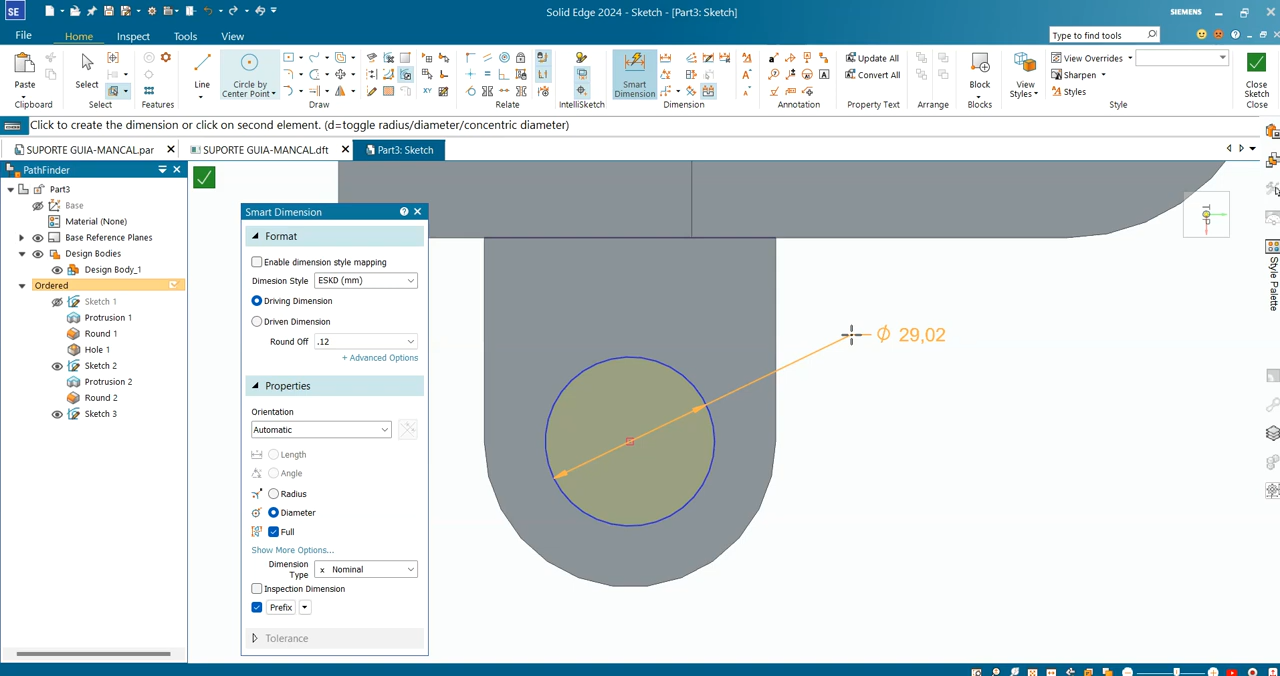 SE
Solid Edge 2024 - Sketch - [Part3: Sketch]
SIEMENS
File
Home
Inspect
Tools
View
Type to find tools
Paste
Clipboard
Select
Select
Features
Line
Circle by
Center Point
Draw
Relate
IntelliSketch
Smart
Dimension
Dimension
Annotation
Update All
Convert All
Property Text
Arrange
Block
Blocks
View
Styles
View Overrides
Sharpen
Styles
Style
Close
Sketch
Close
Click to create the dimension or click on second element. (d=toggle radius/diameter/concentric diameter)
SUPORTE GUIA-MANCAL.par
SUPORTE GUIA-MANCAL.dft
Part3: Sketch
PathFinder
Part3
Base
Material (None)
Base Reference Planes
Design Bodies
Design Body_1
Ordered
Sketch 1
Protrusion 1
Round 1
Hole 1
Sketch 2
Protrusion 2
Round 2
Sketch 3
Smart Dimension
Format
Enable dimension style mapping
Dimesion Style
ESKD (mm)
Driving Dimension
Driven Dimension
Round Off
.12
+ Advanced Options
Properties
Orientation
Automatic
Length
Angle
Radius
Diameter
Full
Show More Options...
Dimension
Type
x Nominal
Inspection Dimension
Prefix
Tolerance
Ø 29,02
Style Palette